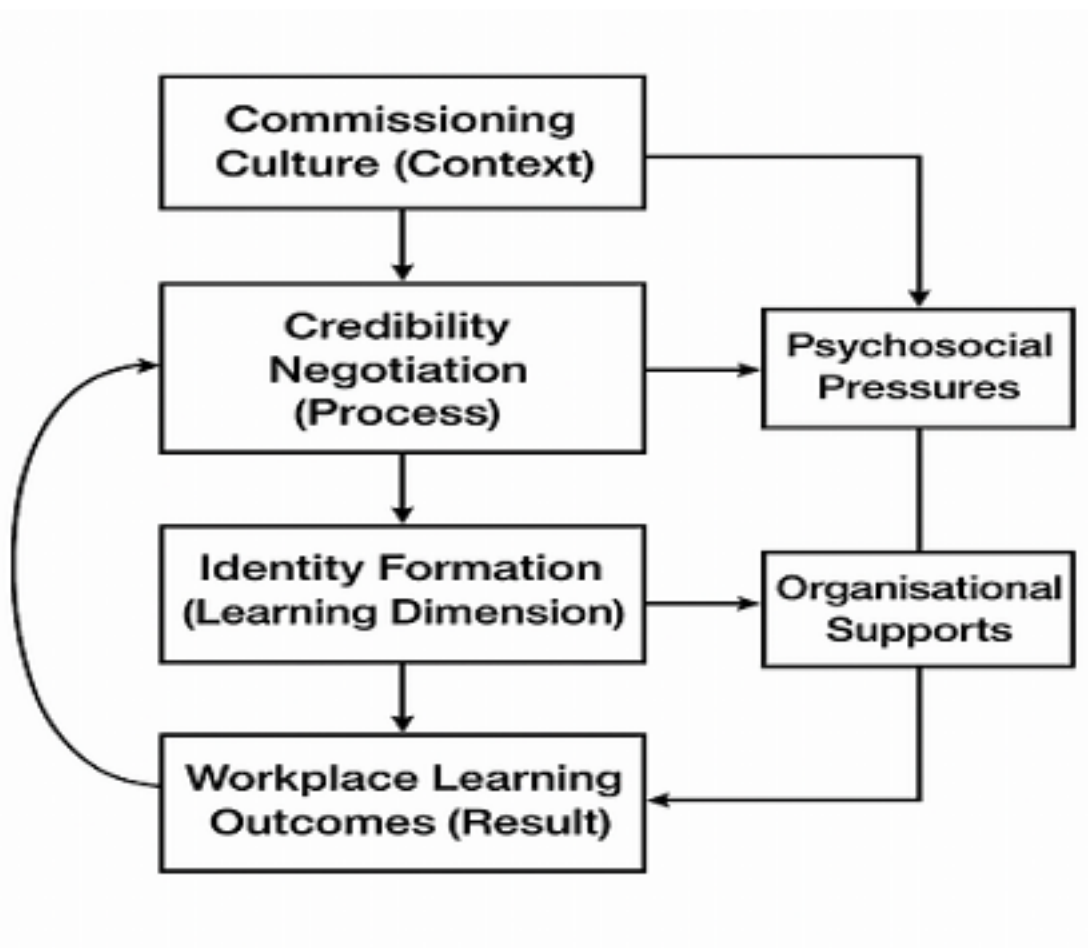 Commissioning
Culture (Context)
Credibility
Negotiation
(Process)
Psychosocial
Pressures
Identity Formation
(Learning Dimension)
Organisational
Supports
Workplace Learning
Outcomes (Result)